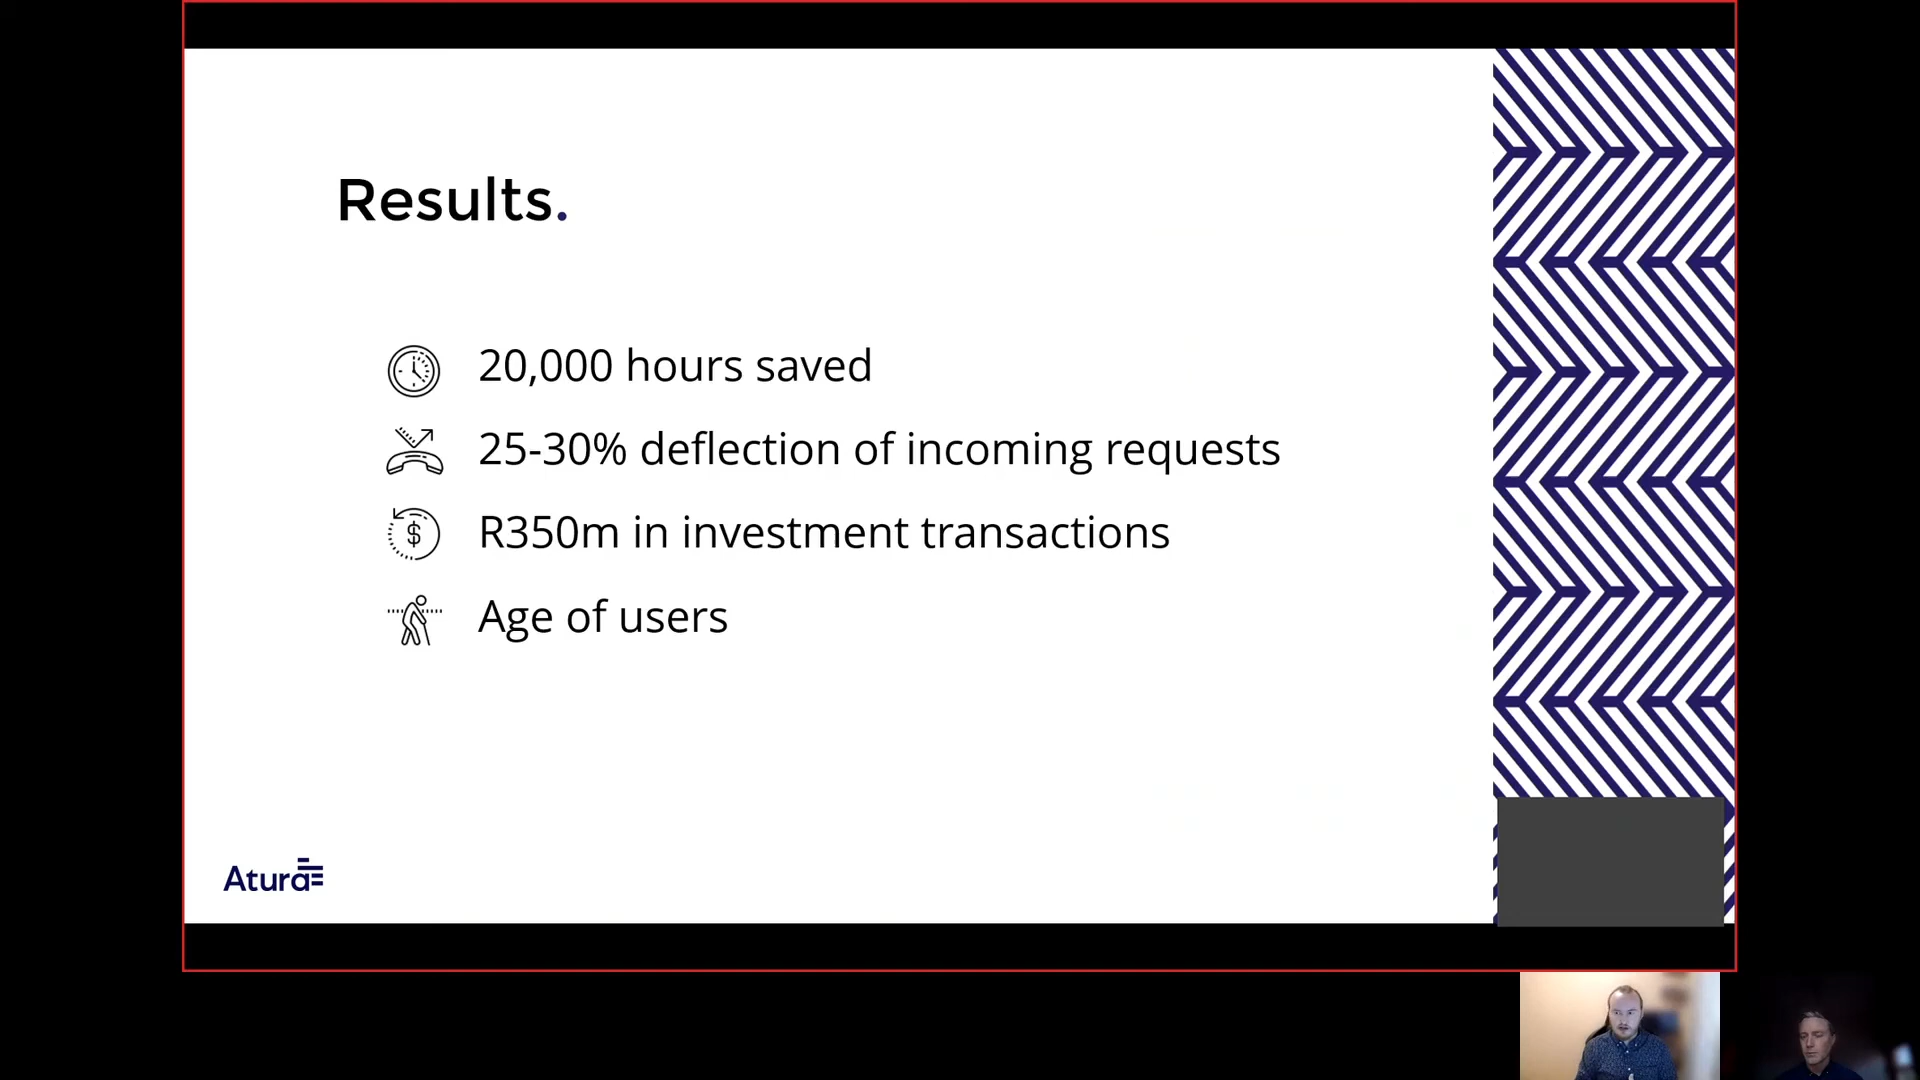 Results.
20,000 hours saved
25-30% deflection of incoming requests
R350m in investment transactions
Age of users
Atura